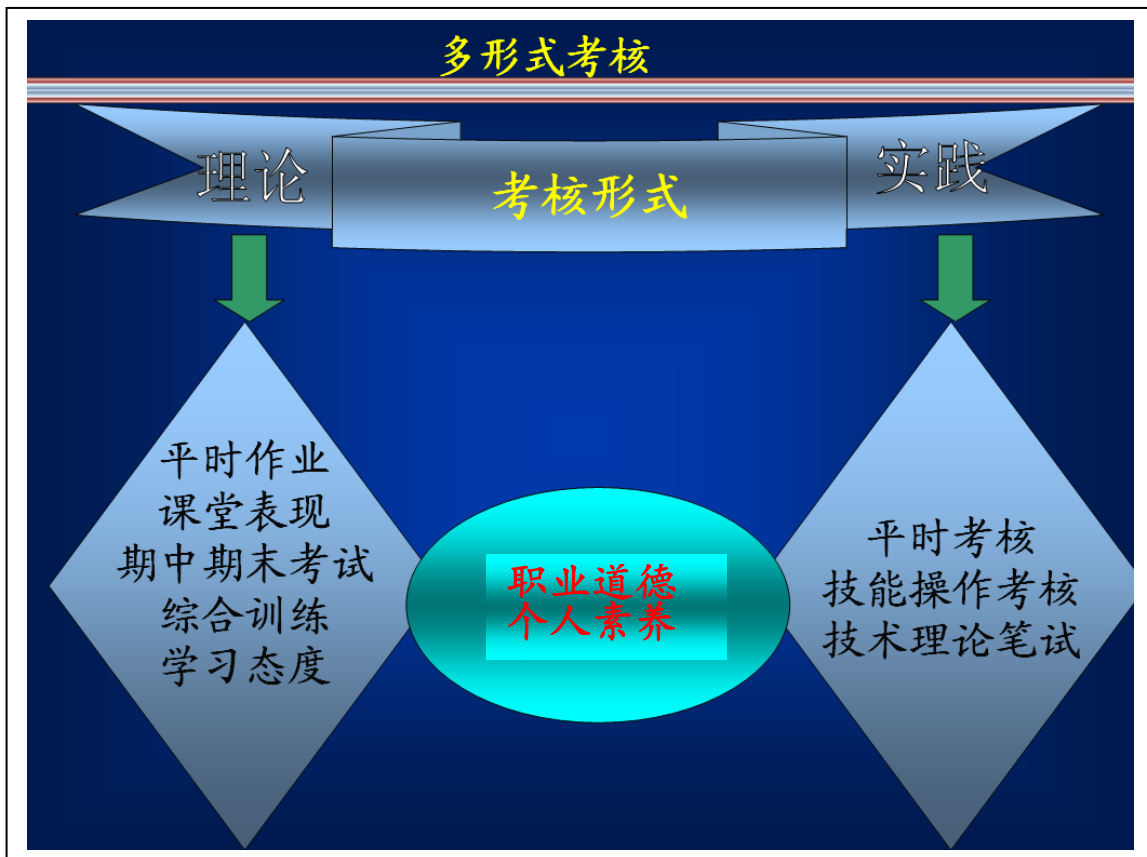 多形式考核
理论
考核形式
实践
平时作业
课堂表现
期中期末考试
综合训练
学习态度
职业道德
个人素养
平时考核
技能操作考核
技术理论笔试